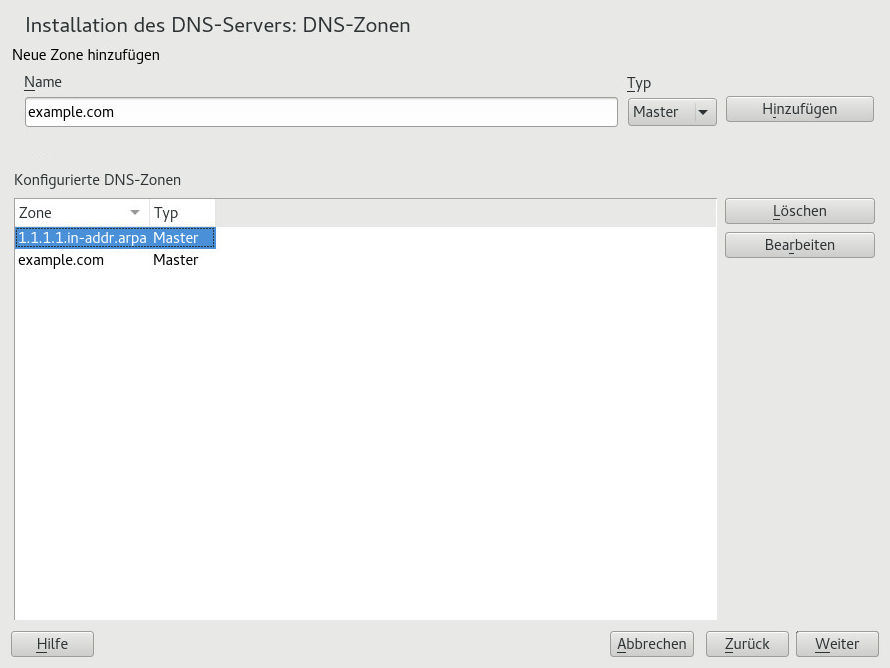 Installation des DNS-Servers: DNS-Zonen
Neue Zone hinzufügen
Name
Typ
example.com
Master
Hinzufügen
Konfigurierte DNS-Zonen
Zone Typ
Löschen
1.1.1.1.in-addr.arpa Master
Bearbeiten
example.com Master
Hilfe
Abbrechen
Zurück
Weiter